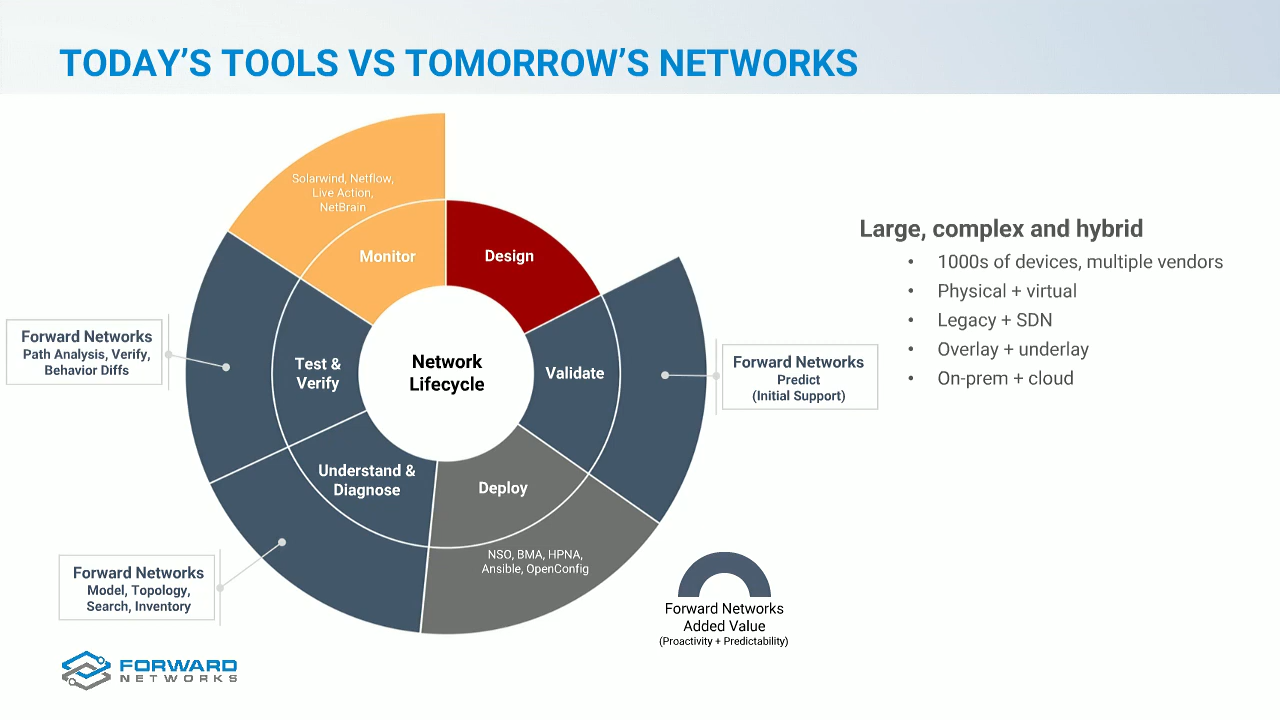 TODAY'S TOOLS VS TOMORROW'S NETWORKS
Solarwind, Netflow,
Live Action,
NetBrain
Monitor
Design
Large, complex and hybrid
• 1000s of devices, multiple vendors
• Physical + virtual
• Legacy + SDN
• Overlay + underlay
• On-prem + cloud
Forward Networks
Path Analysis, Verify,
Behavior Diffs
Test &
Verify
Network
Lifecycle
Validate
Forward Networks
Predict
(Initial Support)
Understand &
Diagnose
Deploy
NSO, BMA, HPNA,
Ansible, OpenConfig
Forward Networks
Model, Topology,
Search, Inventory
Forward Networks
Added Value
(Proactivity + Predictability)
FORWARD
NETWORKS